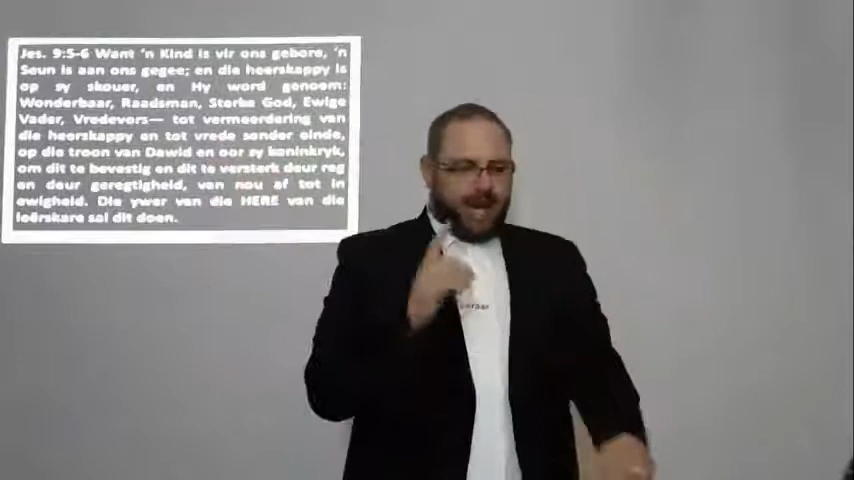 Jes. 9:5-6 Want 'n Kind is vir ons gebore, 'n
Seun is aan ons gegee; en die heerskappy is
op sy skouer, en Hy word genoem:
Wonderbaar, Raadsman, Sterke God, Ewige
Vader, Vredevors— tot vermeerdering van
die heerskappy en tot vrede sonder einde,
op die troon van Dawid en oor sy koninkryk,
om dit te bevestig en dit te versterk deur reg
en deur geregtigheid, van nou af tot in
ewigheid. Die ywer van die HERE van die
leërskare sal dit doen.